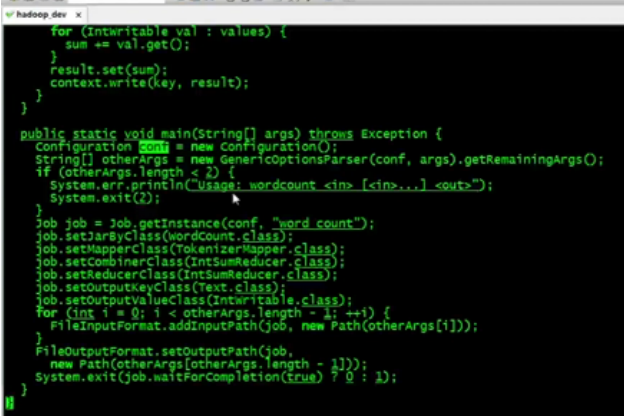 hadoop_dev x
for (IntWritable val : values) {
sum += val.get();
}
result.set(sum);
context.write(key, result);
}
}
public static void main(String[] args) throws Exception {
Configuration conf = new Configuration();
String[] otherArgs = new GenericOptionsParser(conf, args).getRemainingArgs();
if (otherArgs.length < 2) {
System.err.println("Usage: wordcount <in> [<in>...] <out>");
System.exit(2);
}
Job job = Job.getInstance(conf, "word count");
job.setJarByClass(WordCount.class);
job.setMapperClass(TokenizerMapper.class);
job.setCombinerClass(IntSumReducer.class);
job.setReducerClass(IntSumReducer.class);
job.setOutputKeyClass(Text.class);
job.setOutputValueClass(IntWritable.class);
for (int i = 0; i < otherArgs.length - 1; ++i) {
FileInputFormat.addInputPath(job, new Path(otherArgs[i]));
}
FileOutputFormat.setOutputPath(job,
new Path(otherArgs[otherArgs.length - 1]));
System.exit(job.waitForCompletion(true) ? 0 : 1);
}
}